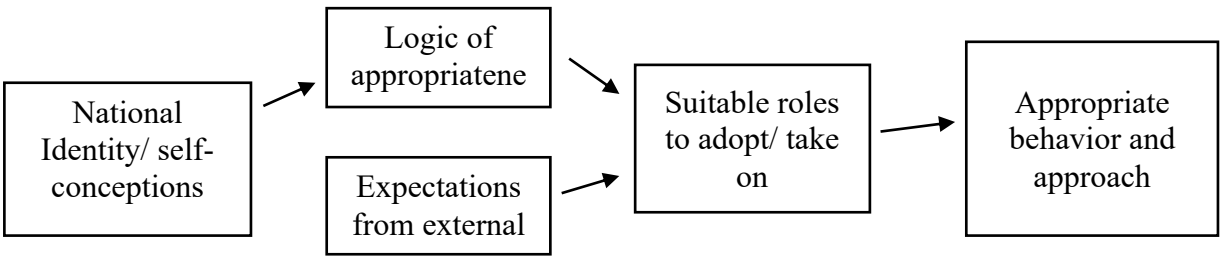 National
Identity/ self-
conceptions
Logic of
appropriatene
Expectations
from external
Suitable roles
to adopt/ take
on
Appropriate
behavior and
approach